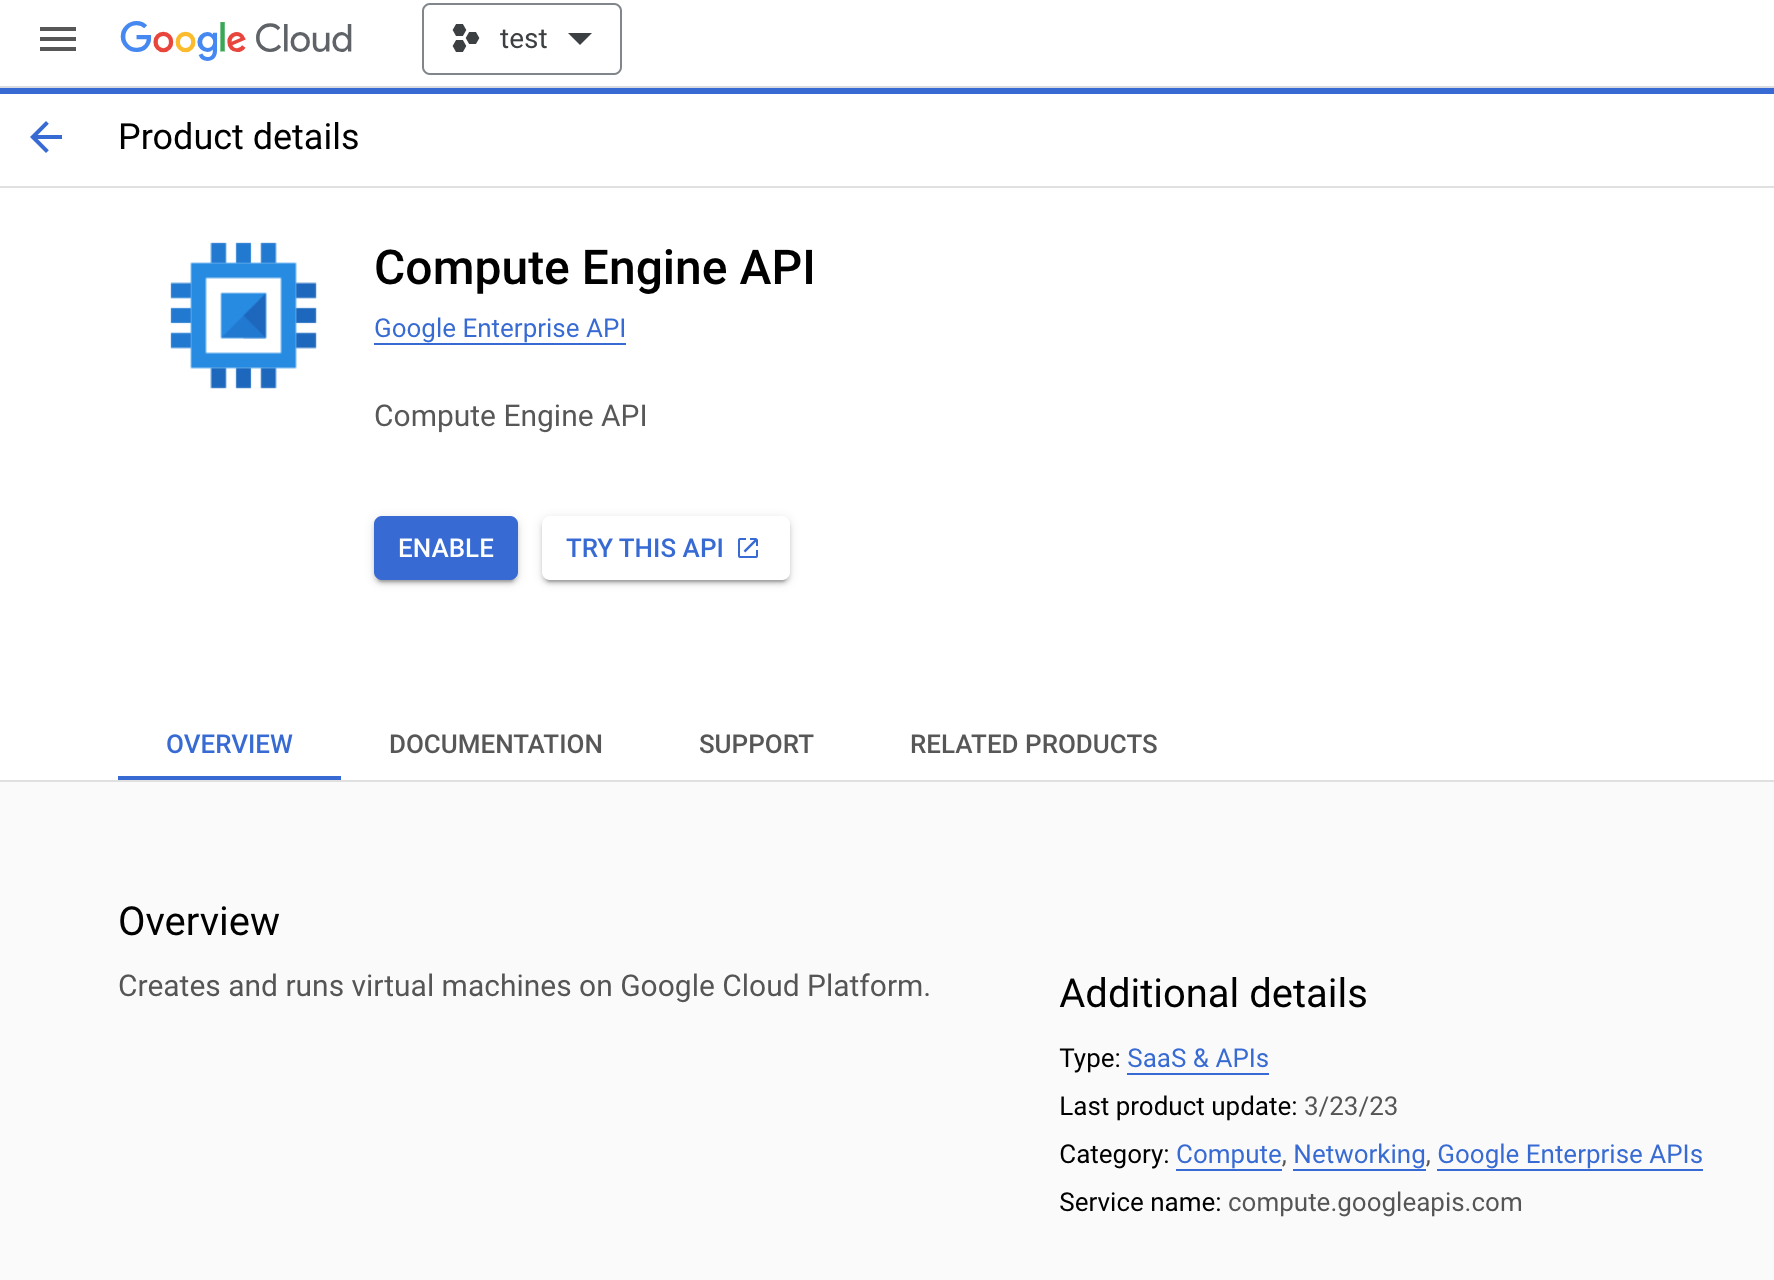 Google Cloud
test
Product details
Compute Engine API
Google Enterprise API
Compute Engine API
ENABLE
TRY THIS API
OVERVIEW
DOCUMENTATION
SUPPORT
RELATED PRODUCTS
Overview
Creates and runs virtual machines on Google Cloud Platform.
Additional details
Type: SaaS & APIs
Last product update: 3/23/23
Category: Compute, Networking, Google Enterprise APIs
Service name: compute.googleapis.com